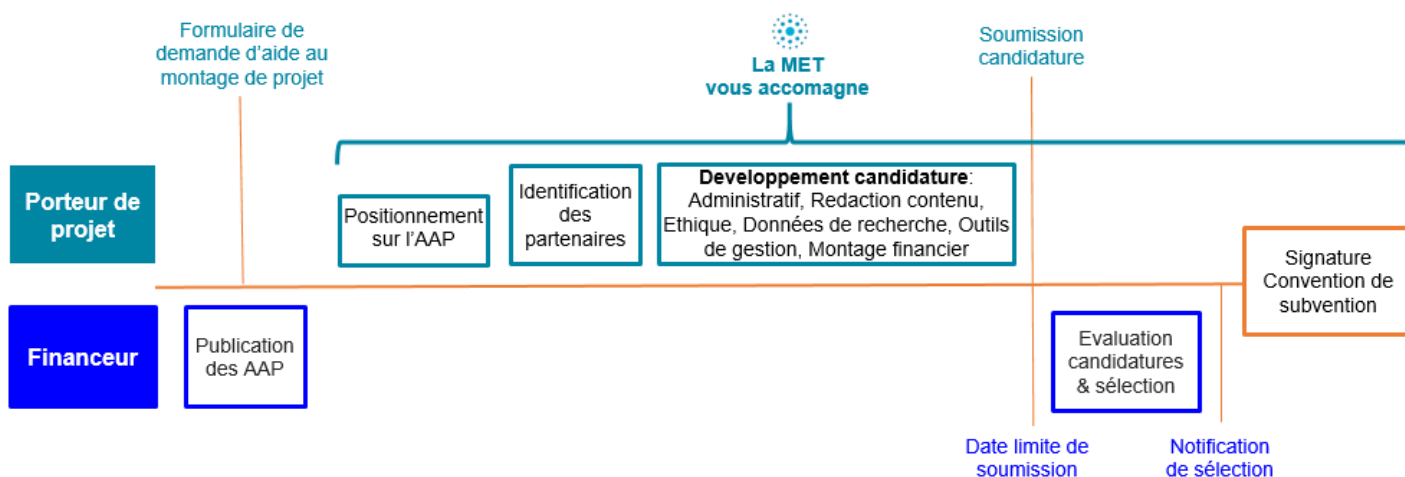 Formulaire de
demande d'aide au
montage de projet
La MET
vous accomagne
Soumission
candidature
Porteur de
projet
Positionnement
sur l'AAP
Identification
des
partenaires
Developpement candidature:
Administratif, Redaction contenu,
Ethique, Données de recherche, Outils
de gestion, Montage financier
Signature
Convention de
subvention
Financeur
Publication
des AAP
Evaluation
candidatures
& sélection
Date limite de
soumission
Notification
de sélection